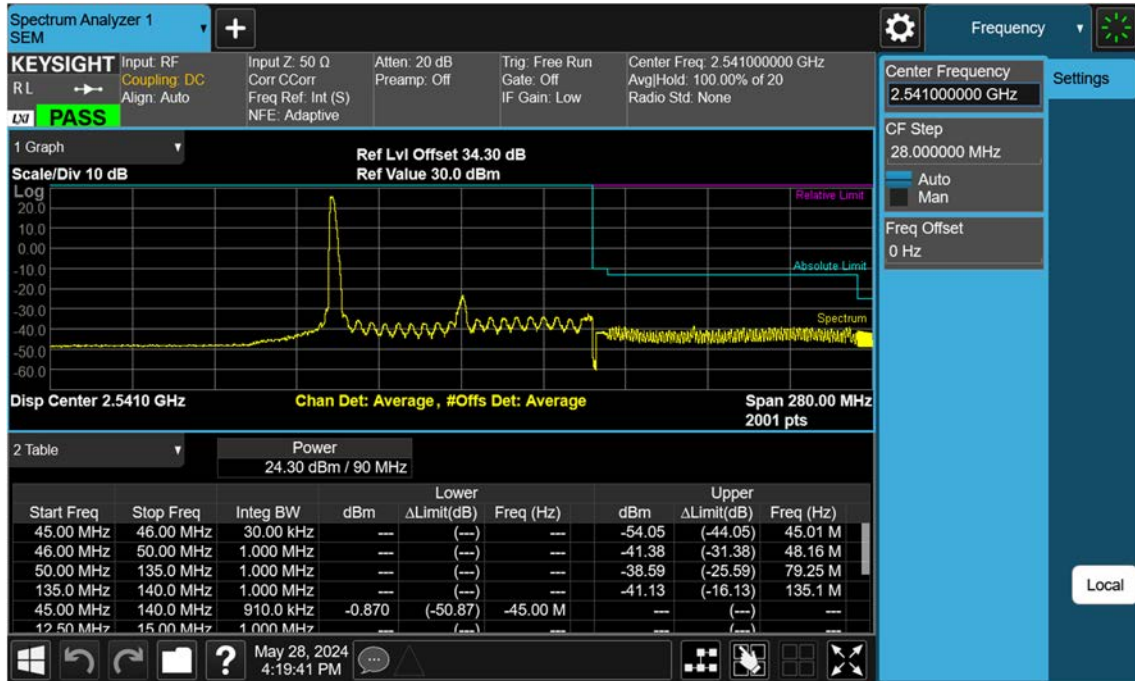 Spectrum Analyzer 1
SEM
+
Frequency
KEYSIGHT
R L
LXI PASS
Input: RF
Coupling: DC
Align: Auto
Input Z: 50 Ω
Corr CCorr
Freq Ref: Int (S)
NFE: Adaptive
Atten: 20 dB
Preamp: Off
Trig: Free Run
Gate: Off
IF Gain: Low
Center Freq: 2.541000000 GHz
Avg|Hold: 100.00% of 20
Radio Std: None
Center Frequency
2.541000000 GHz
Settings
CF Step
28.000000 MHz
Auto
Man
Freq Offset
0 Hz
Local
1 Graph
Scale/Div 10 dB
Ref Lvl Offset 34.30 dB
Ref Value 30.0 dBm
Log
20.0
10.0
0.00
-10.0
-20.0
-30.0
-40.0
-50.0
-60.0
Relative Limit
Absolute Limit
Spectrum
Disp Center 2.5410 GHz
Chan Det: Average, #Offs Det: Average
Span 280.00 MHz
2001 pts
2 Table
Power
24.30 dBm / 90 MHz
Lower Upper
Start Freq Stop Freq Integ BW dBm ΔLimit(dB) Freq (Hz) dBm ΔLimit(dB) Freq (Hz)
45.00 MHz 46.00 MHz 30.00 kHz --- (---) --- -54.05 (-44.05) 45.01 M
46.00 MHz 50.00 MHz 1.000 MHz --- (---) --- -41.38 (-31.38) 48.16 M
50.00 MHz 135.0 MHz 1.000 MHz --- (---) --- -38.59 (-25.59) 79.25 M
135.0 MHz 140.0 MHz 1.000 MHz --- (---) --- -41.13 (-16.13) 135.1 M
45.00 MHz 140.0 MHz 910.0 kHz -0.870 (-50.87) -45.00 M --- (---) ---
12.50 MHz 15.00 MHz 1.000 MHz --- (---) --- --- (---) ---
?
May 28, 2024
4:19:41 PM